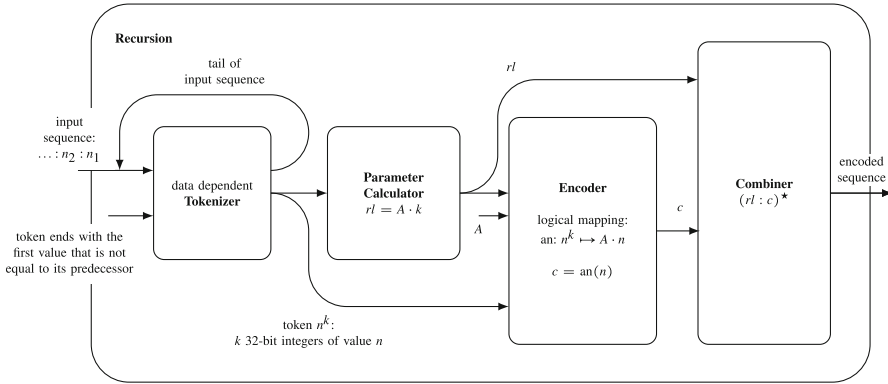 Recursion
tail of
input sequence
input
sequence:
… : n₂ : n₁
token ends with the
first value that is not
equal to its predecessor
data dependent
Tokenizer
Parameter
Calculator
rl = A · k
rl
A
token nᵏ:
k 32-bit integers of value n
Encoder
logical mapping:
an: nᵏ ↦ A · n
c = an(n)
c
Combiner
(rl : c)★
encoded
sequence